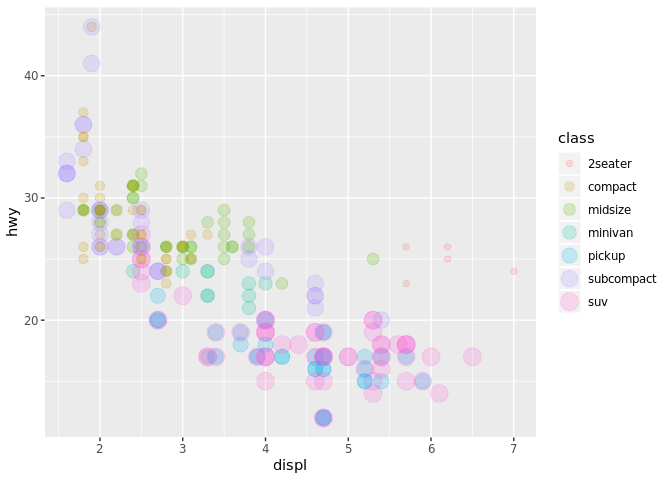 40
30
20
hwy
2 3 4 5 6 7
displ
class
2seater
compact
midsize
minivan
pickup
subcompact
suv